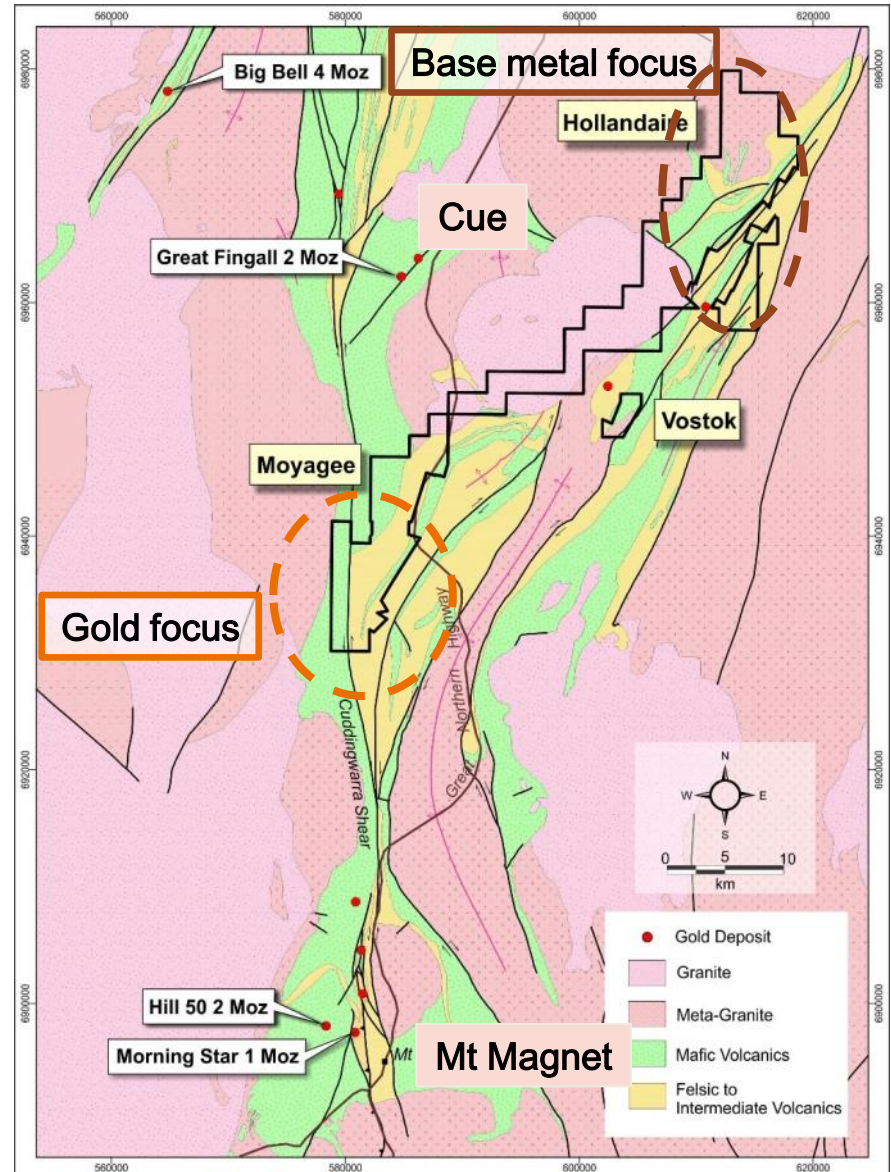 560000
580000
600000
620000
6980000
Big Bell 4 Moz
Base metal focus
Hollandaire
Cue
Great Fingall 2 Moz
6960000
6960000
Vostok
Moyagee
6940000
6940000
Gold focus
Great Northern Highway
Cuddingwarra Shear
6920000
6920000
N
W
E
S
0 5 10
km
Gold Deposit
Granite
Meta-Granite
Mafic Volcanics
Felsic to
Intermediate Volcanics
6900000
6900000
Hill 50 2 Moz
Morning Star 1 Moz
Mt
Mt Magnet
560000
580000
600000
620000
6980000